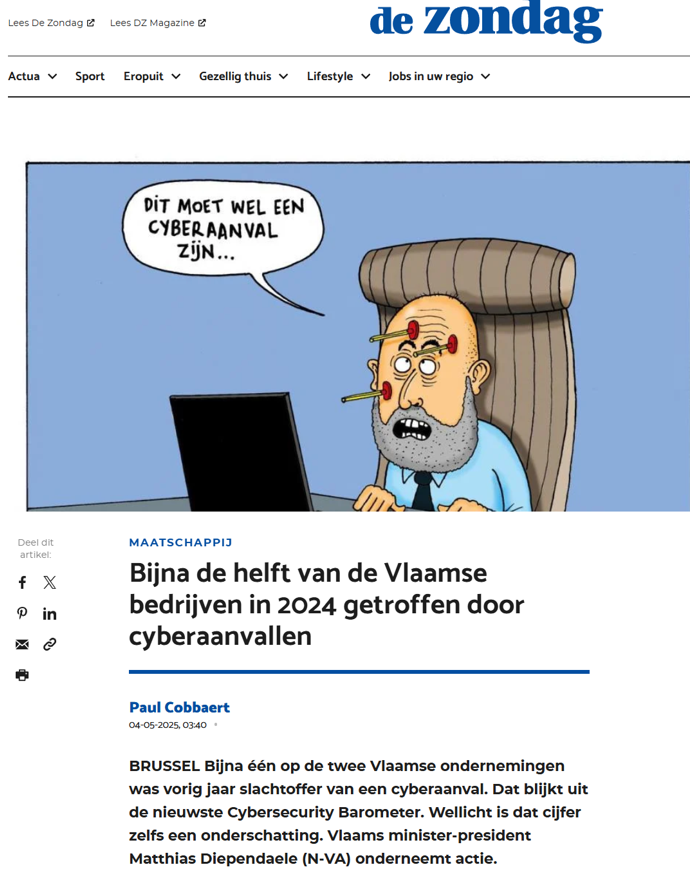 Lees De Zondag
Lees DZ Magazine
de zondag
Actua
Sport
Eropuit
Gezellig thuis
Lifestyle
Jobs in uw regio
DIT MOET WEL EEN
CYBERAANVAL
ZIJN...
Deel dit
artikel:
MAATSCHAPPIJ
Bijna de helft van de Vlaamse
bedrijven in 2024 getroffen door
cyberaanvallen
Paul Cobbaert
04-05-2025, 03:40
BRUSSEL Bijna één op de twee Vlaamse ondernemingen
was vorig jaar slachtoffer van een cyberaanval. Dat blijkt uit
de nieuwste Cybersecurity Barometer. Wellicht is dat cijfer
zelfs een onderschatting. Vlaams minister-president
Matthias Diependaele (N-VA) onderneemt actie.